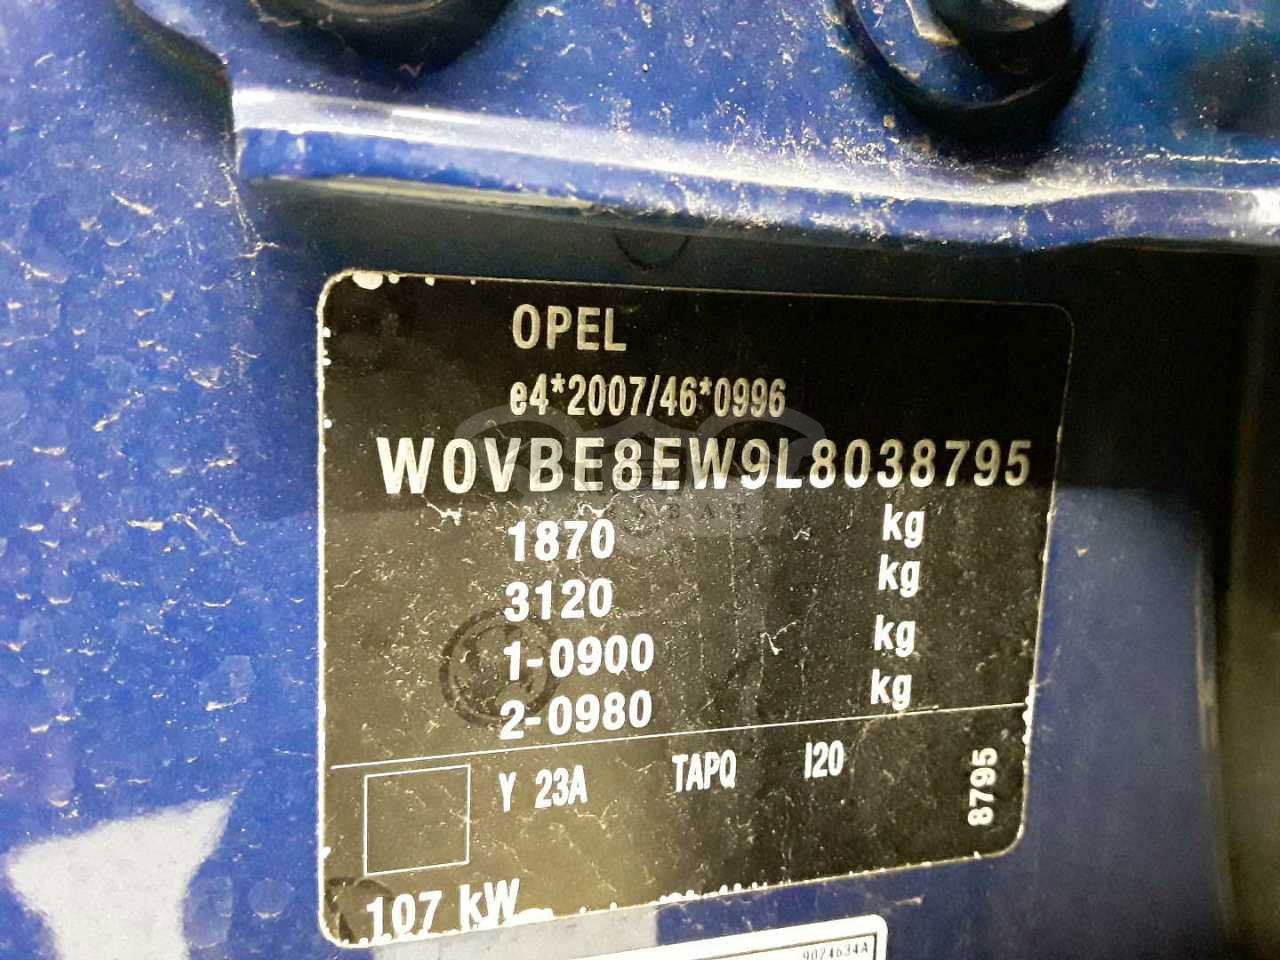 OPEL
e4*2007/46*0996
W0VBE8EW9L8038795
1870 kg
3120 kg
1-0900 kg
2-0980 kg
Y 23A TAPQ I20
8795
107 kW
9024634A